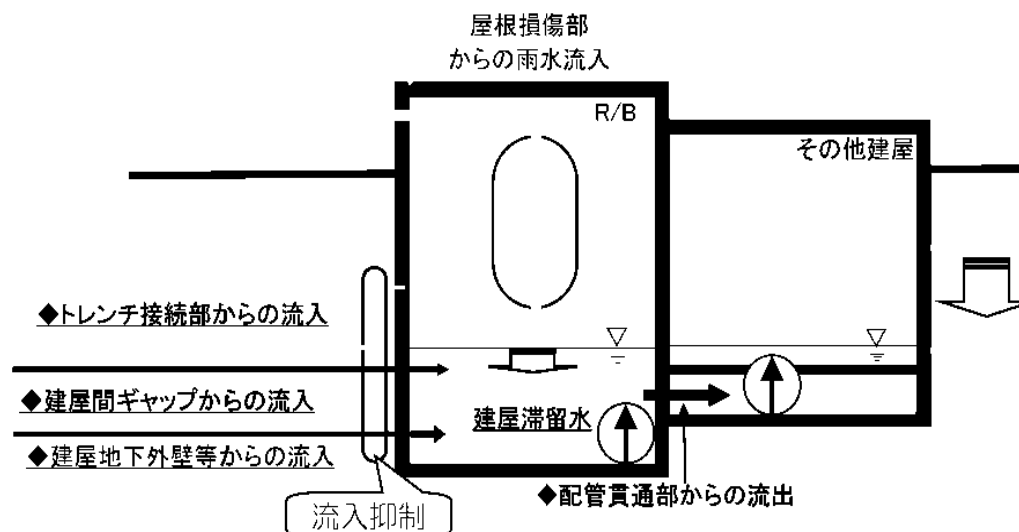 屋根損傷部
からの雨水流入
R/B
その他建屋
◆トレンチ接続部からの流入
◆建屋間ギャップからの流入
建屋滞留水
◆建屋地下外壁等からの流入
◆配管貫通部からの流出
流入抑制